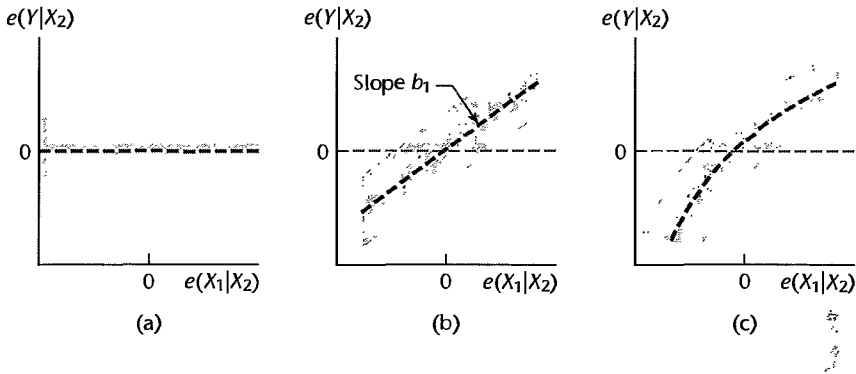 e(Y|X₂) e(Y|X₂) e(Y|X₂)
Slope b₁
0 0 0
0 e(X₁|X₂) 0 e(X₁|X₂) 0 e(X₁|X₂)
(a) (b) (c)